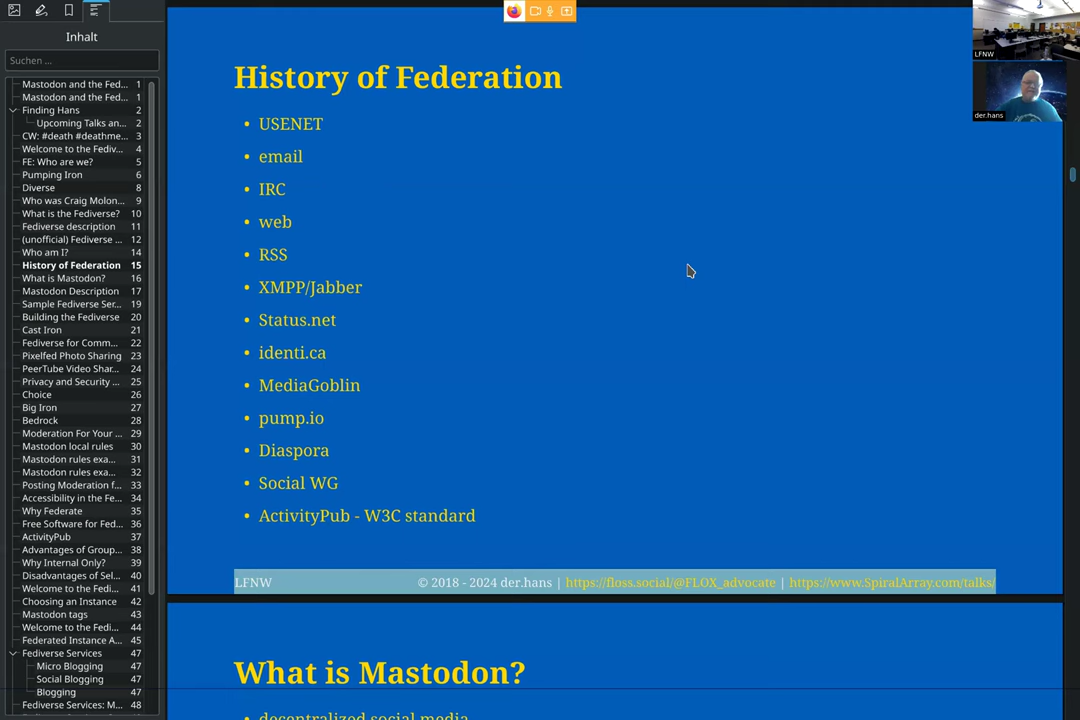 Inhalt
Suchen ...
Mastodon and the Fed... 1
Mastodon and the Fed... 1
Finding Hans 2
Upcoming Talks an... 2
CW: #death #deathme... 3
Welcome to the Fediv... 4
FE: Who are we? 5
Pumping Iron 6
Diverse 8
Who was Craig Molon... 9
What is the Fediverse? 10
Fediverse description 11
(unofficial) Fediverse ... 12
Who am I? 14
History of Federation 15
What is Mastodon? 16
Mastodon Description 17
Sample Fediverse Ser... 19
Building the Fediverse 20
Cast Iron 21
Fediverse for Comm... 22
Pixelfed Photo Sharing 23
PeerTube Video Shar... 24
Privacy and Security ... 25
Choice 26
Big Iron 27
Bedrock 28
Moderation For Your ... 29
Mastodon local rules 30
Mastodon rules exa... 31
Mastodon rules exa... 32
Posting Moderation f... 33
Accessibility in the Fe... 34
Why Federate 35
Free Software for Fed... 36
ActivityPub 37
Advantages of Group... 38
Why Internal Only? 39
Disadvantages of Sel... 40
Welcome to the Fedi... 41
Choosing an Instance 42
Mastodon tags 43
Welcome to the Fedi... 44
Federated Instance A... 45
Fediverse Services 47
Micro Blogging 47
Social Blogging 47
Blogging 47
Fediverse Services: M... 48
History of Federation
• USENET
• email
• IRC
• web
• RSS
• XMPP/Jabber
• Status.net
• identi.ca
• MediaGoblin
• pump.io
• Diaspora
• Social WG
• ActivityPub - W3C standard
LFNW © 2018 - 2024 der.hans | https://floss.social/@FLOX_advocate | https://www.SpiralArray.com/talks/
What is Mastodon?
• decentralized social media
LFNW
der.hans